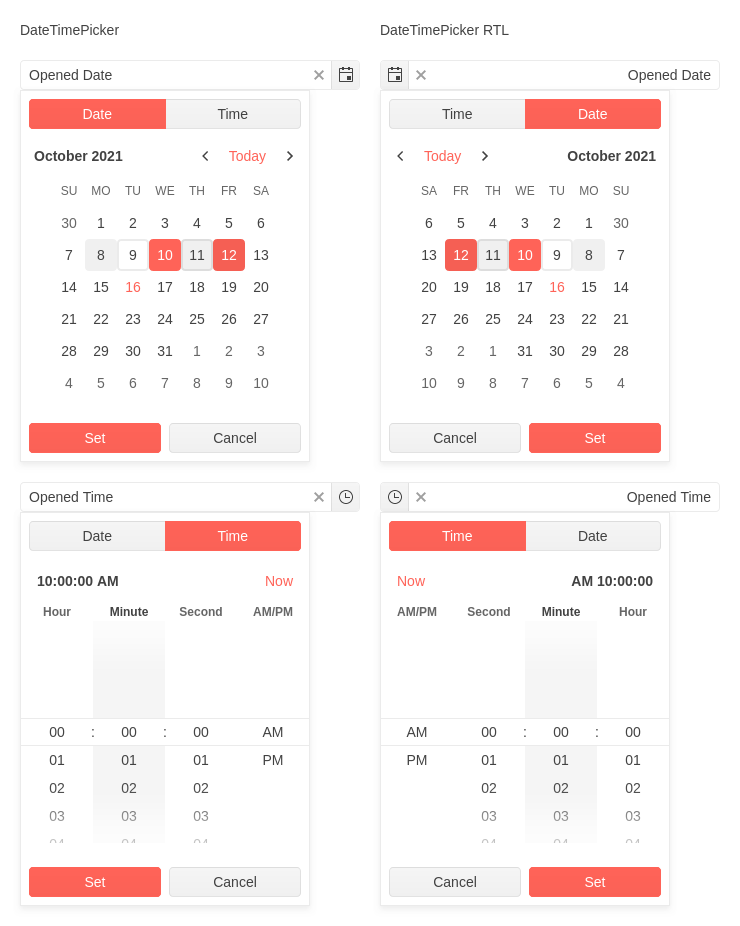 DateTimePicker
Opened Date
Date Time
October 2021 Today
SU MO TU WE TH FR SA
30 1 2 3 4 5 6
7 8 9 10 11 12 13
14 15 16 17 18 19 20
21 22 23 24 25 26 27
28 29 30 31 1 2 3
4 5 6 7 8 9 10
Set Cancel
Opened Time
Date Time
10:00:00 AM Now
Hour Minute Second AM/PM
00 : 00 : 00 AM
01 01 01 PM
02 02 02
03 03 03
04 04 04
Set Cancel
DateTimePicker RTL
Opened Date
Time Date
Today October 2021
SA FR TH WE TU MO SU
6 5 4 3 2 1 30
13 12 11 10 9 8 7
20 19 18 17 16 15 14
27 26 25 24 23 22 21
3 2 1 31 30 29 28
10 9 8 7 6 5 4
Cancel Set
Opened Time
Time Date
Now AM 10:00:00
AM/PM Second Minute Hour
AM 00 : 00 : 00
PM 01 01 01
02 02 02
03 03 03
04 04 04
Cancel Set